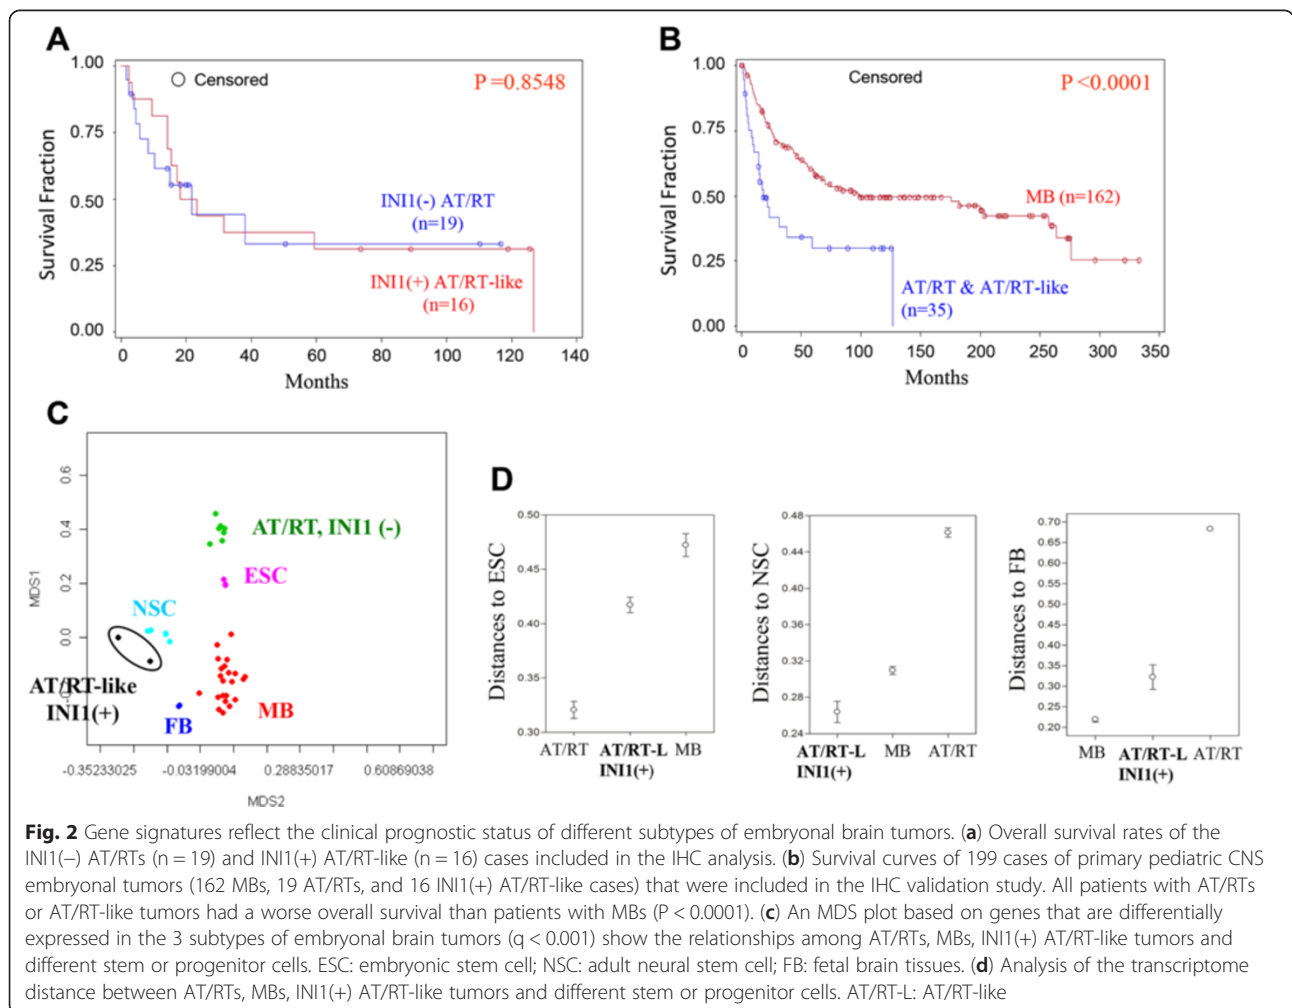 A
1.00
0.75
0.50
0.25
0.00
Survival Fraction
Censored
P =0.8548
INI1(-) AT/RT
(n=19)
INI1(+) AT/RT-like
(n=16)
0 20 40 60 80 100 120 140
Months
B
1.00
0.75
0.50
0.25
0.00
Survival Fraction
Censored
P <0.0001
MB (n=162)
AT/RT & AT/RT-like
(n=35)
0 50 100 150 200 250 300 350
Months
C
0.6
0.4
0.2
0.0
MDS1
AT/RT, INI1 (-)
ESC
NSC
AT/RT-like
INI1(+)
FB
MB
-0.35233025 -0.03199004 0.28835017 0.60869038
MDS2
D
Distances to ESC
0.50
0.45
0.40
0.35
0.30
AT/RT AT/RT-L MB
INI1(+)
Distances to NSC
0.48
0.44
0.36
0.32
0.28
0.24
AT/RT-L MB AT/RT
INI1(+)
Distances to FB
0.70
0.65
0.60
0.55
0.50
0.45
0.40
0.35
0.30
0.25
0.20
MB AT/RT-L AT/RT
INI1(+)
Fig. 2 Gene signatures reflect the clinical prognostic status of different subtypes of embryonal brain tumors. (a) Overall survival rates of the
INI1(−) AT/RTs (n = 19) and INI1(+) AT/RT-like (n = 16) cases included in the IHC analysis. (b) Survival curves of 199 cases of primary pediatric CNS
embryonal tumors (162 MBs, 19 AT/RTs, and 16 INI1(+) AT/RT-like cases) that were included in the IHC validation study. All patients with AT/RTs
or AT/RT-like tumors had a worse overall survival than patients with MBs (P < 0.0001). (c) An MDS plot based on genes that are differentially
expressed in the 3 subtypes of embryonal brain tumors (q < 0.001) show the relationships among AT/RTs, MBs, INI1(+) AT/RT-like tumors and
different stem or progenitor cells. ESC: embryonic stem cell; NSC: adult neural stem cell; FB: fetal brain tissues. (d) Analysis of the transcriptome
distance between AT/RTs, MBs, INI1(+) AT/RT-like tumors and different stem or progenitor cells. AT/RT-L: AT/RT-like